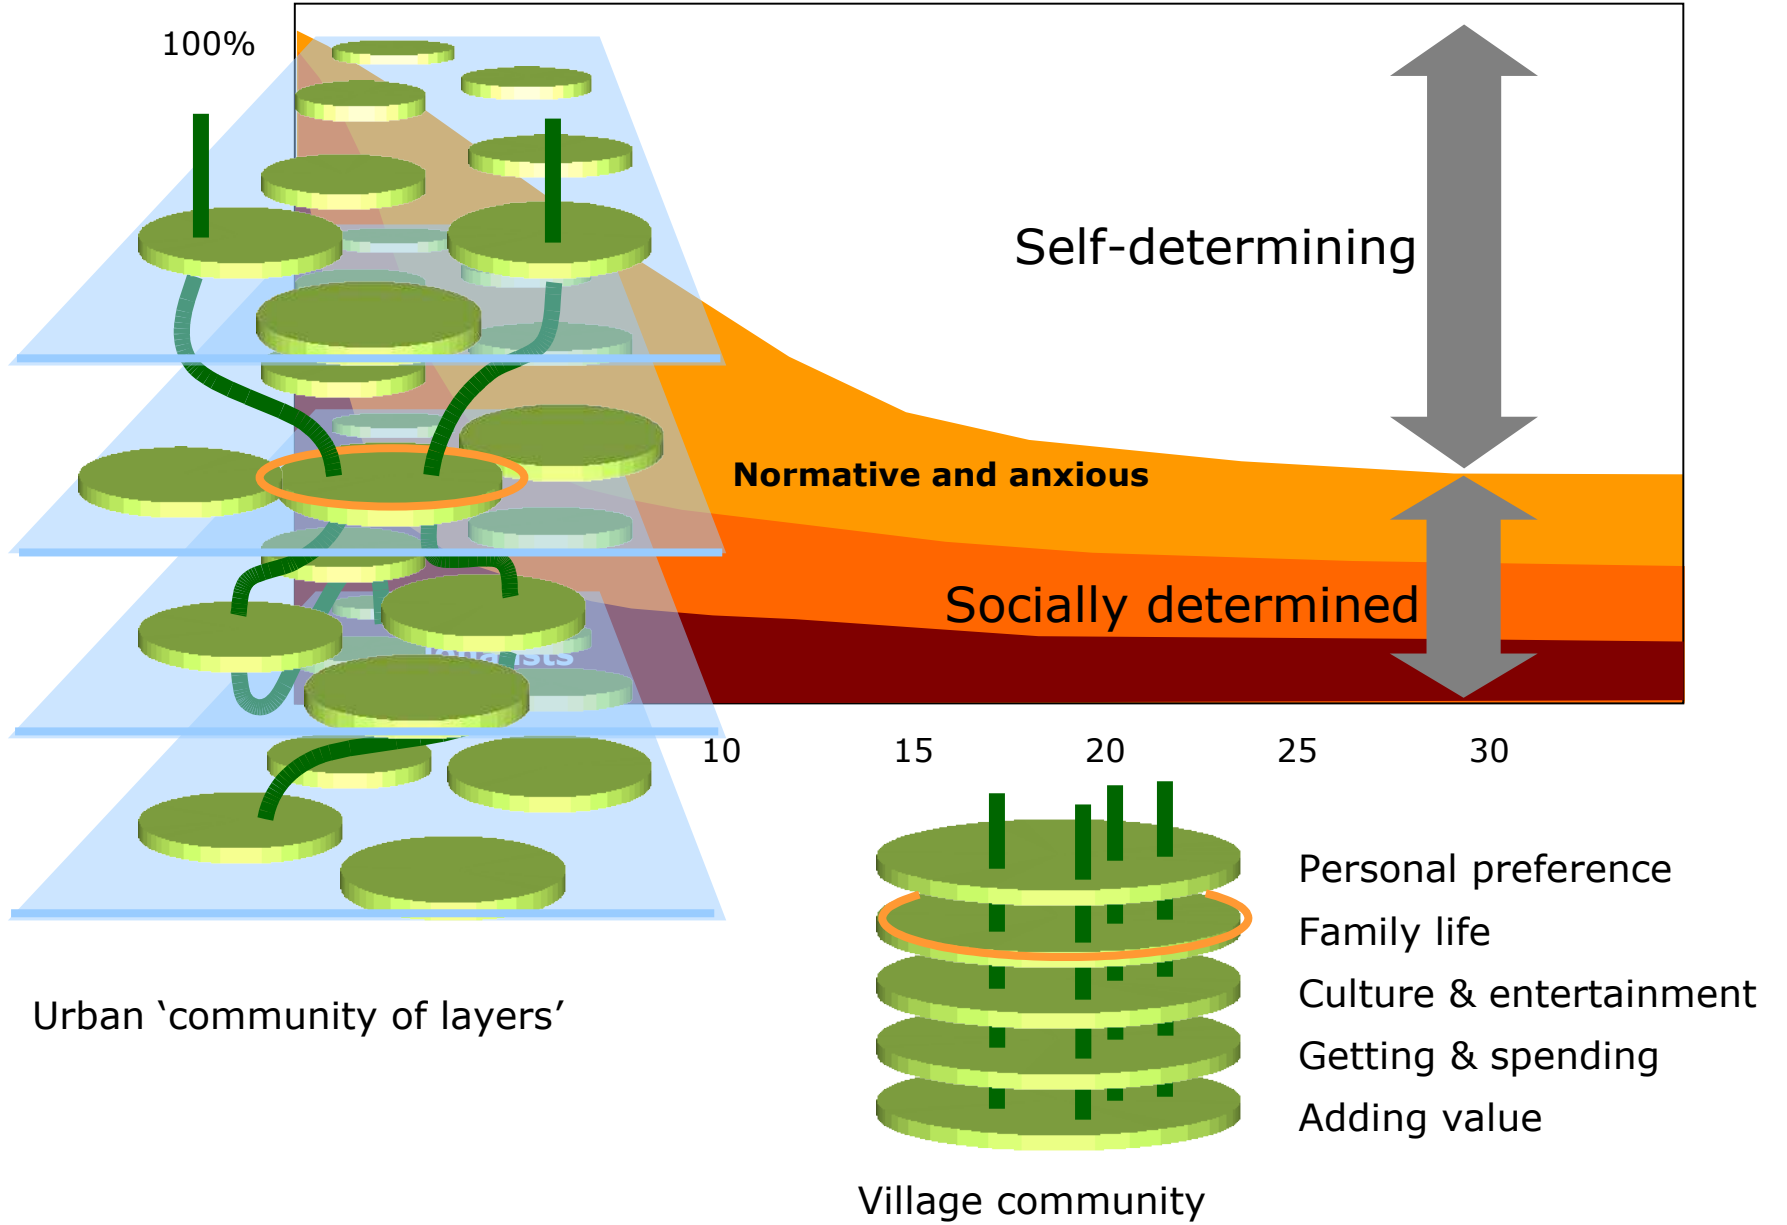 100%
Self-determining
Normative and anxious
Socially determined
10 15 20 25 30
Personal preference
Family life
Culture & entertainment
Getting & spending
Adding value
Urban ‘community of layers’
Village community